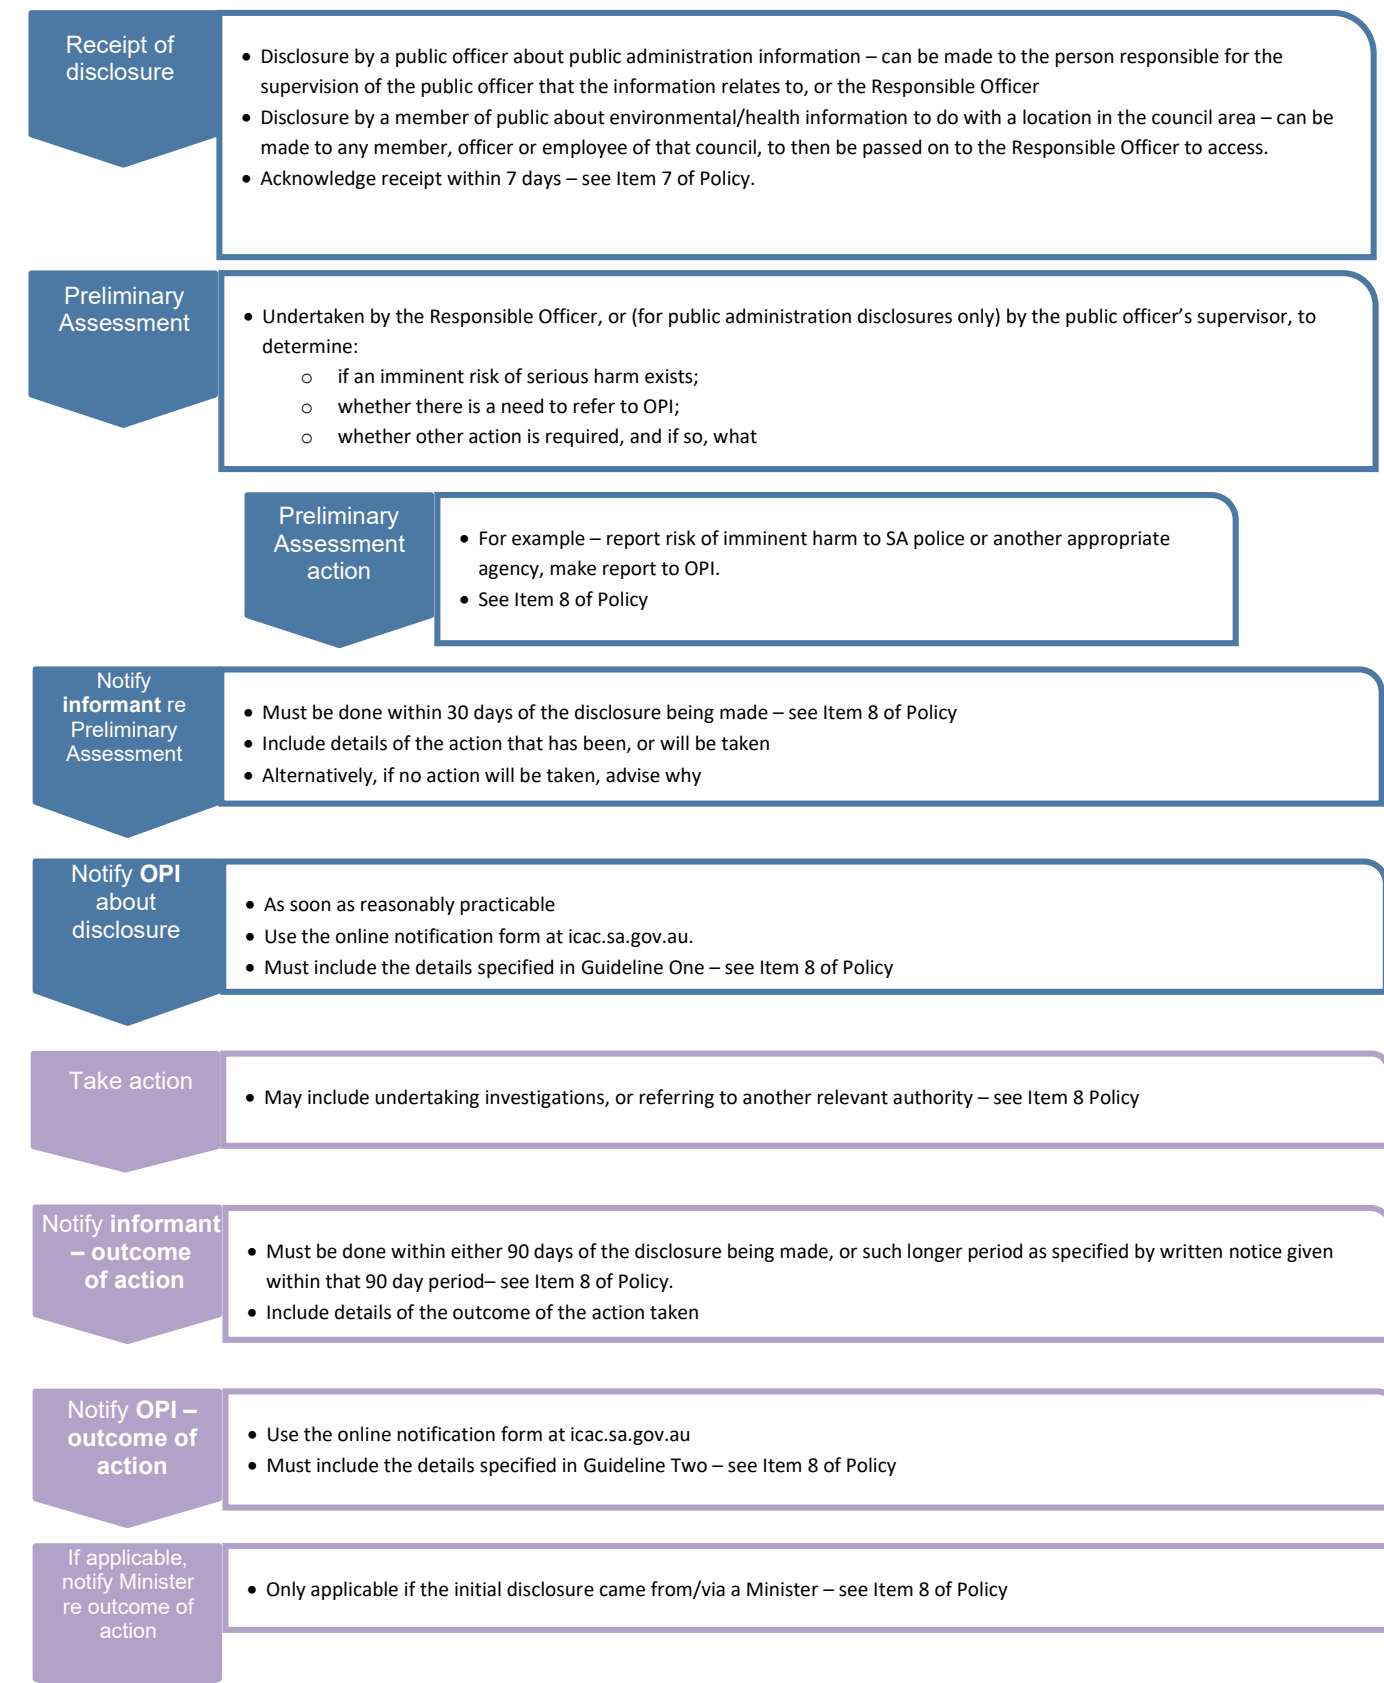 Receipt of
disclosure
• Disclosure by a public officer about public administration information – can be made to the person responsible for the
supervision of the public officer that the information relates to, or the Responsible Officer
• Disclosure by a member of public about environmental/health information to do with a location in the council area – can be
made to any member, officer or employee of that council, to then be passed on to the Responsible Officer to access.
• Acknowledge receipt within 7 days – see Item 7 of Policy.
Preliminary
Assessment
• Undertaken by the Responsible Officer, or (for public administration disclosures only) by the public officer’s supervisor, to
determine:
o if an imminent risk of serious harm exists;
o whether there is a need to refer to OPI;
o whether other action is required, and if so, what
Preliminary
Assessment
action
• For example – report risk of imminent harm to SA police or another appropriate
agency, make report to OPI.
• See Item 8 of Policy
Notify
informant re
Preliminary
Assessment
• Must be done within 30 days of the disclosure being made – see Item 8 of Policy
• Include details of the action that has been, or will be taken
• Alternatively, if no action will be taken, advise why
Notify OPI
about
disclosure
• As soon as reasonably practicable
• Use the online notification form at icac.sa.gov.au.
• Must include the details specified in Guideline One – see Item 8 of Policy
Take action
• May include undertaking investigations, or referring to another relevant authority – see Item 8 Policy
Notify informant
– outcome
of action
• Must be done within either 90 days of the disclosure being made, or such longer period as specified by written notice given
within that 90 day period– see Item 8 of Policy.
• Include details of the outcome of the action taken
Notify OPI –
outcome of
action
• Use the online notification form at icac.sa.gov.au
• Must include the details specified in Guideline Two – see Item 8 of Policy
If applicable,
notify Minister
re outcome of
action
• Only applicable if the initial disclosure came from/via a Minister – see Item 8 of Policy